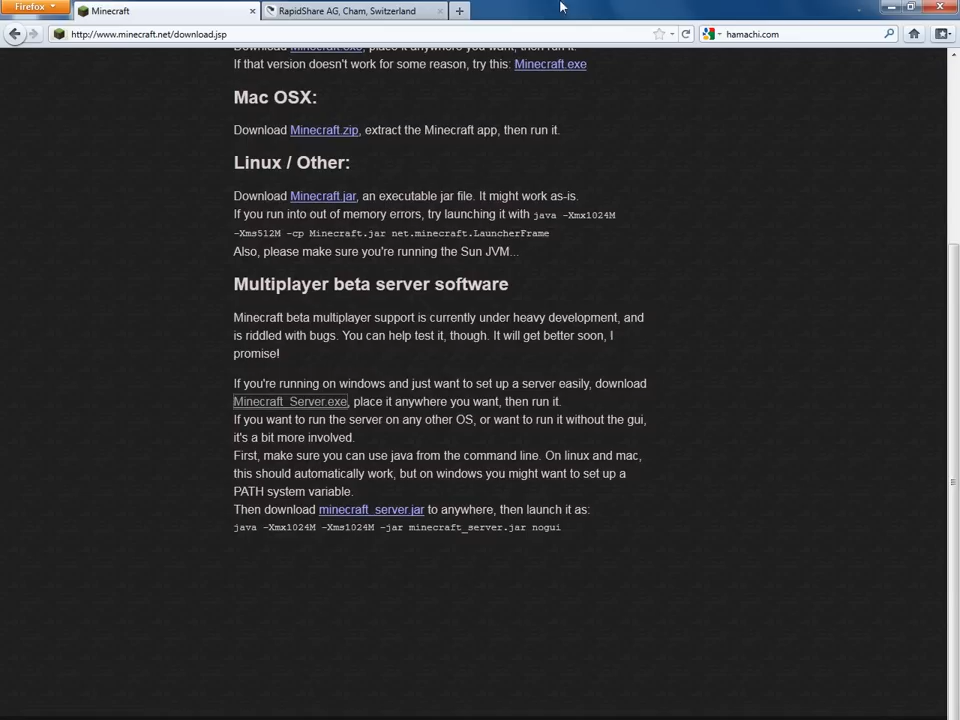 Firefox
Minecraft
RapidShare AG, Cham, Switzerland
http://www.minecraft.net/download.jsp
hamachi.com
Download Minecraft.exe, place it anywhere you want, then run it.
If that version doesn't work for some reason, try this: Minecraft.exe
Mac OSX:
Download Minecraft.zip, extract the Minecraft app, then run it.
Linux / Other:
Download Minecraft.jar, an executable jar file. It might work as-is.
If you run into out of memory errors, try launching it with java -Xmx1024M
-Xms512M -cp Minecraft.jar net.minecraft.LauncherFrame
Also, please make sure you're running the Sun JVM...
Multiplayer beta server software
Minecraft beta multiplayer support is currently under heavy development, and
is riddled with bugs. You can help test it, though. It will get better soon, I
promise!
If you're running on windows and just want to set up a server easily, download
Minecraft_Server.exe, place it anywhere you want, then run it.
If you want to run the server on any other OS, or want to run it without the gui,
it's a bit more involved.
First, make sure you can use java from the command line. On linux and mac,
this should automatically work, but on windows you might want to set up a
PATH system variable.
Then download minecraft_server.jar to anywhere, then launch it as:
java -Xmx1024M -Xms1024M -jar minecraft_server.jar nogui